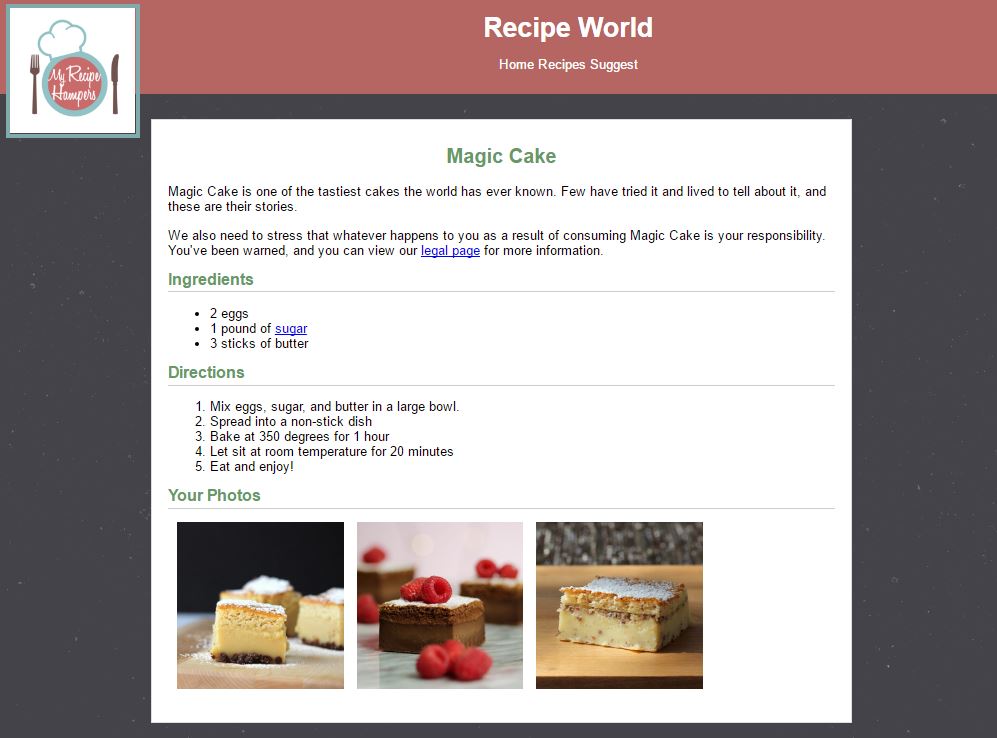 My Recipe
Hampers
Recipe World
Home Recipes Suggest
Magic Cake
Magic Cake is one of the tastiest cakes the world has ever known. Few have tried it and lived to tell about it, and
these are their stories.
We also need to stress that whatever happens to you as a result of consuming Magic Cake is your responsibility.
You've been warned, and you can view our legal page for more information.
Ingredients
• 2 eggs
• 1 pound of sugar
• 3 sticks of butter
Directions
1. Mix eggs, sugar, and butter in a large bowl.
2. Spread into a non-stick dish
3. Bake at 350 degrees for 1 hour
4. Let sit at room temperature for 20 minutes
5. Eat and enjoy!
Your Photos